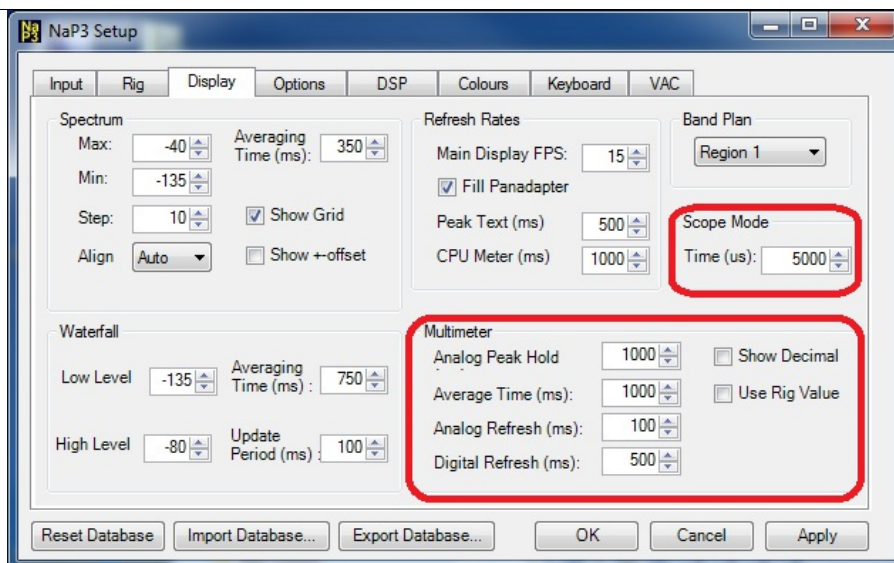 NaP3 NaP3 Setup
Input Rig Display Options DSP Colours Keyboard VAC
Spectrum
Max: -40
Averaging Time (ms): 350
Min: -135
Step: 10
Show Grid
Align Auto
Show +-offset
Refresh Rates
Main Display FPS: 15
Fill Panadapter
Peak Text (ms) 500
CPU Meter (ms) 1000
Band Plan
Region 1
Scope Mode
Time (us): 5000
Waterfall
Low Level -135
Averaging Time (ms) : 750
High Level -80
Update Period (ms) : 100
Multimeter
Analog Peak Hold 1000
Show Decimal
Average Time (ms): 1000
Use Rig Value
Analog Refresh (ms): 100
Digital Refresh (ms): 500
Reset Database Import Database... Export Database... OK Cancel Apply